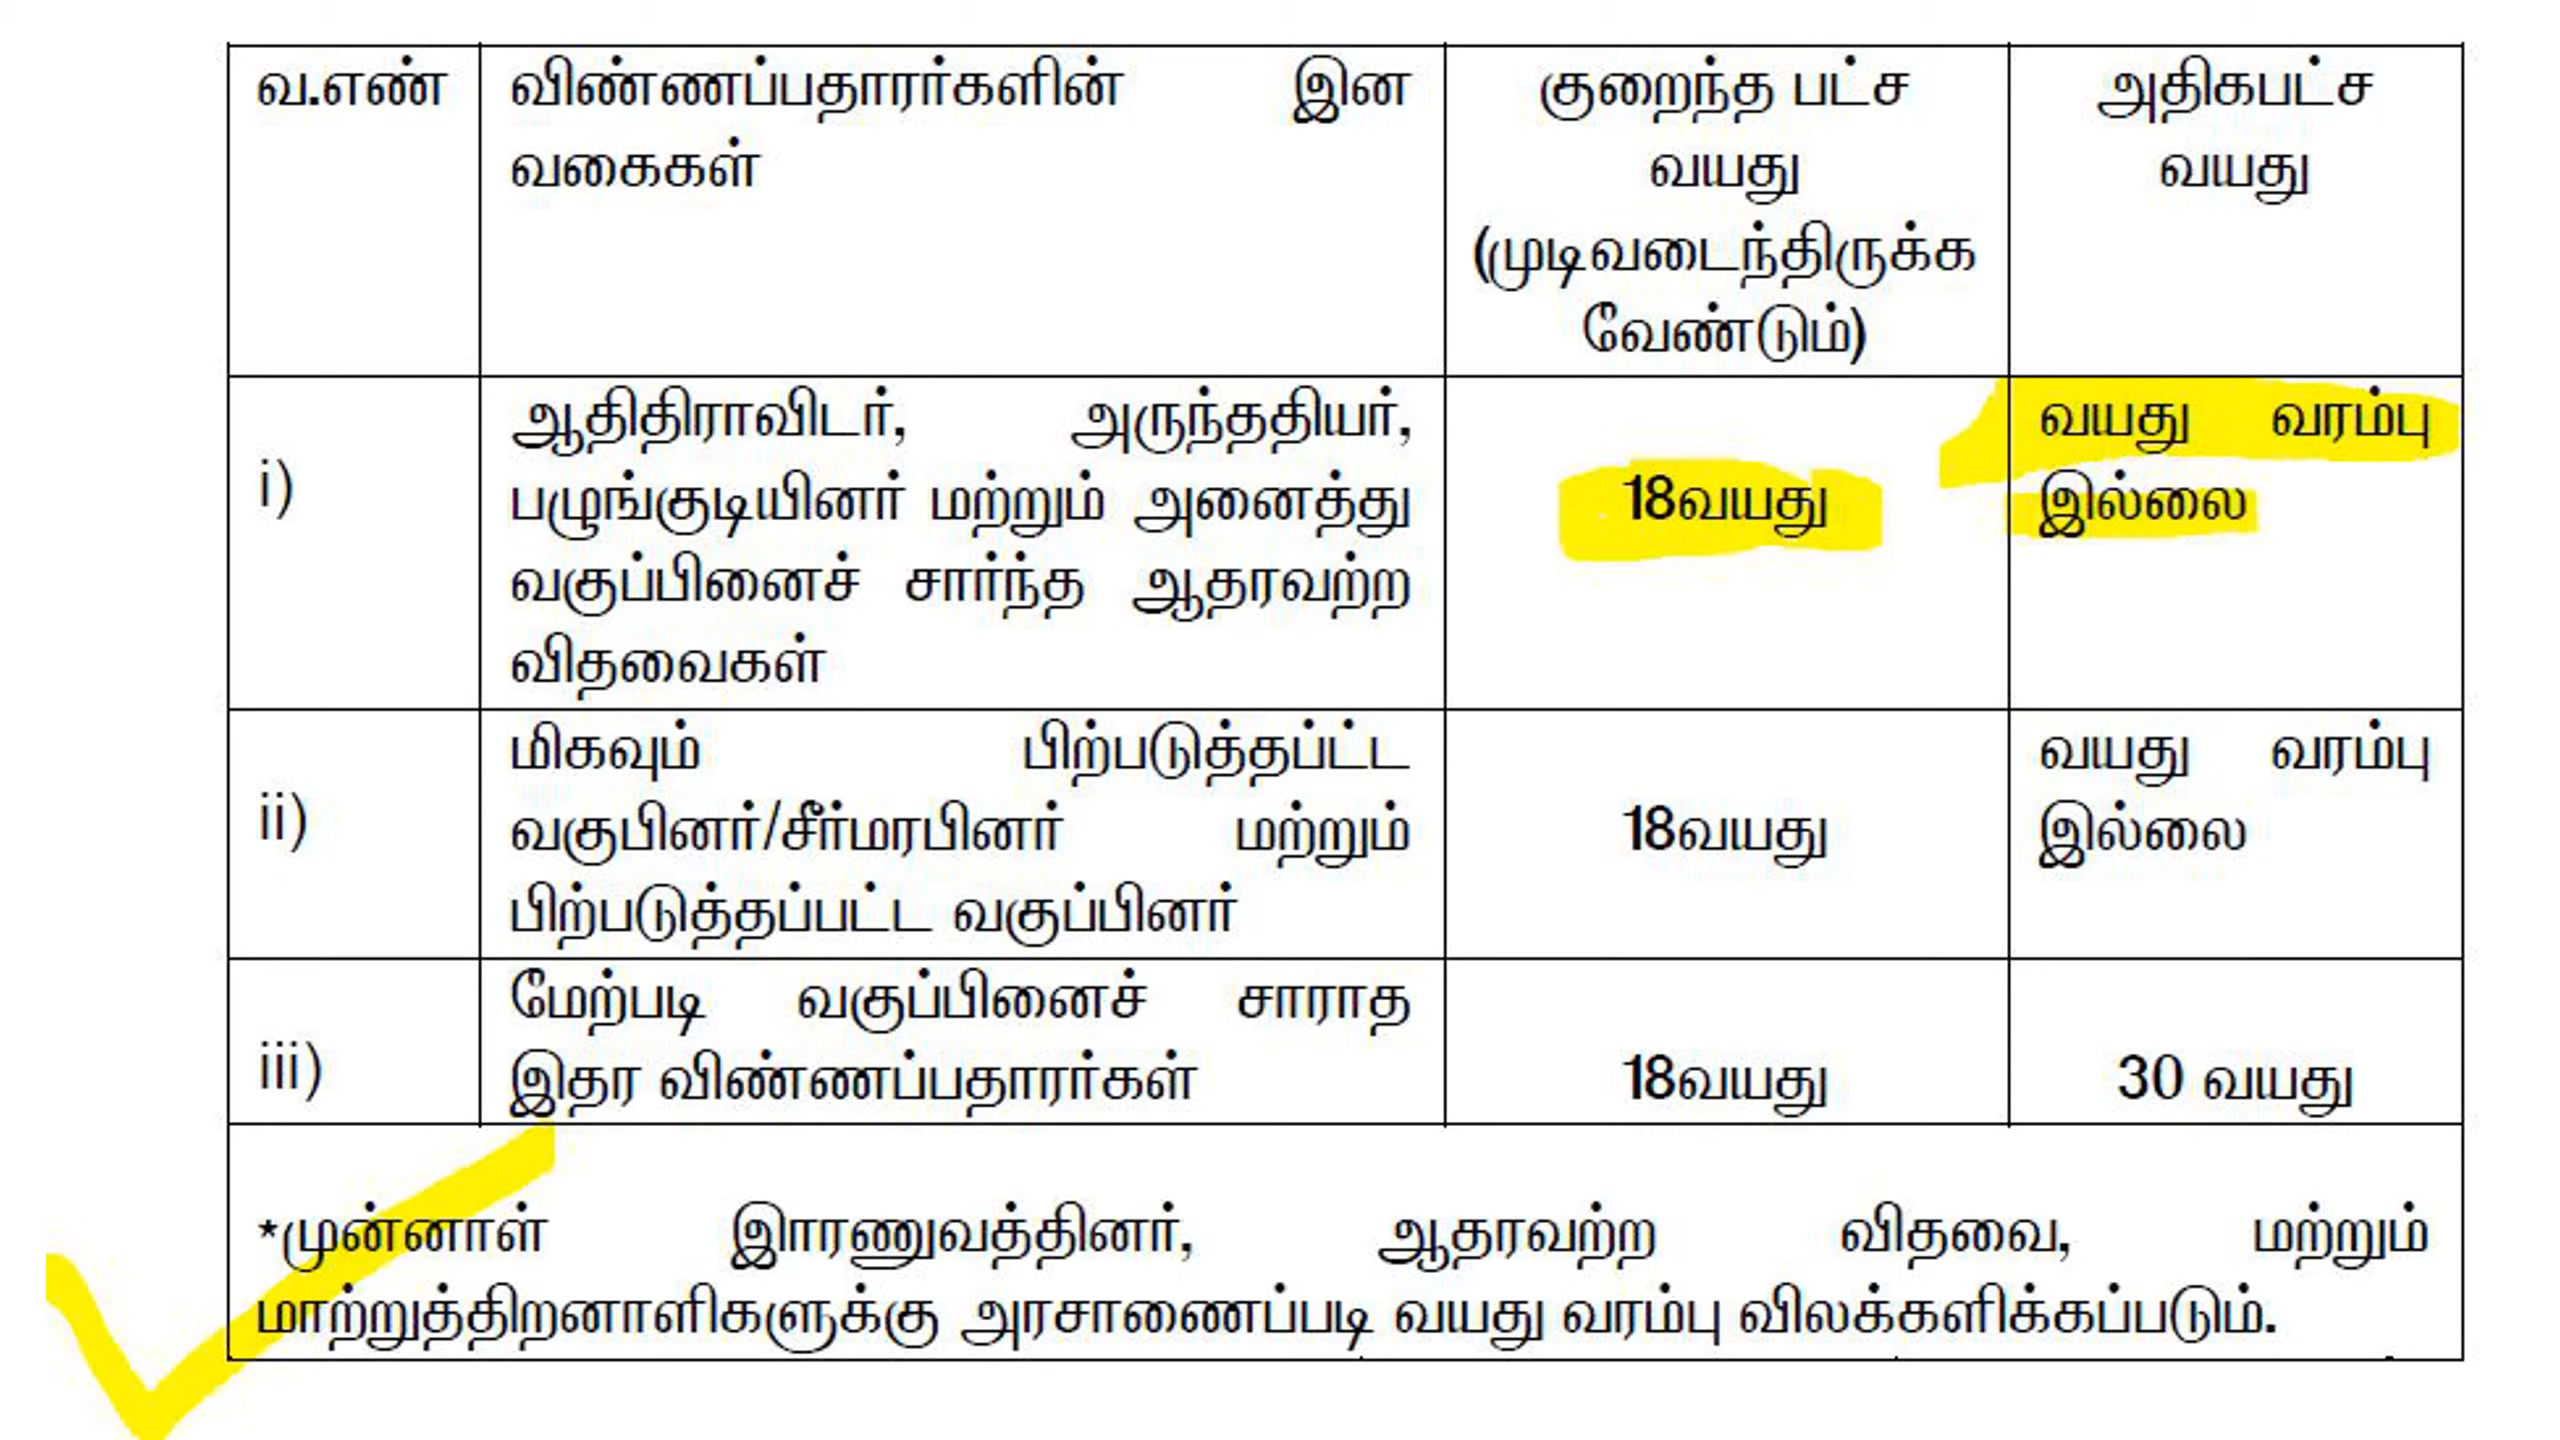 வ.எண் விண்ணப்பதாரர்களின் இன குறைந்த பட்ச அதிகபட்ச
வகைகள் வயது வயது
(முடிவடைந்திருக்க
வேண்டும்)
ஆதிதிராவிடர், அருந்ததியர், வயது வரம்பு
i) பழுங்குடியினர் மற்றும் அனைத்து 18வயது இல்லை
வகுப்பினைச் சார்ந்த ஆதரவற்ற
விதவைகள்
மிகவும் பிற்படுத்தப்ட்ட வயது வரம்பு
ii) வகுபினர்/சீர்மரபினர் மற்றும் 18வயது இல்லை
பிற்படுத்தப்பட்ட வகுப்பினர்
மேற்படி வகுப்பினைச் சாராத
iii) இதர விண்ணப்பதாரர்கள் 18வயது 30 வயது
*முன்னாள் இாரணுவத்தினர், ஆதரவற்ற விதவை, மற்றும்
மாற்றுத்திறனாளிகளுக்கு அரசாணைப்படி வயது வரம்பு விலக்களிக்கப்படும்.